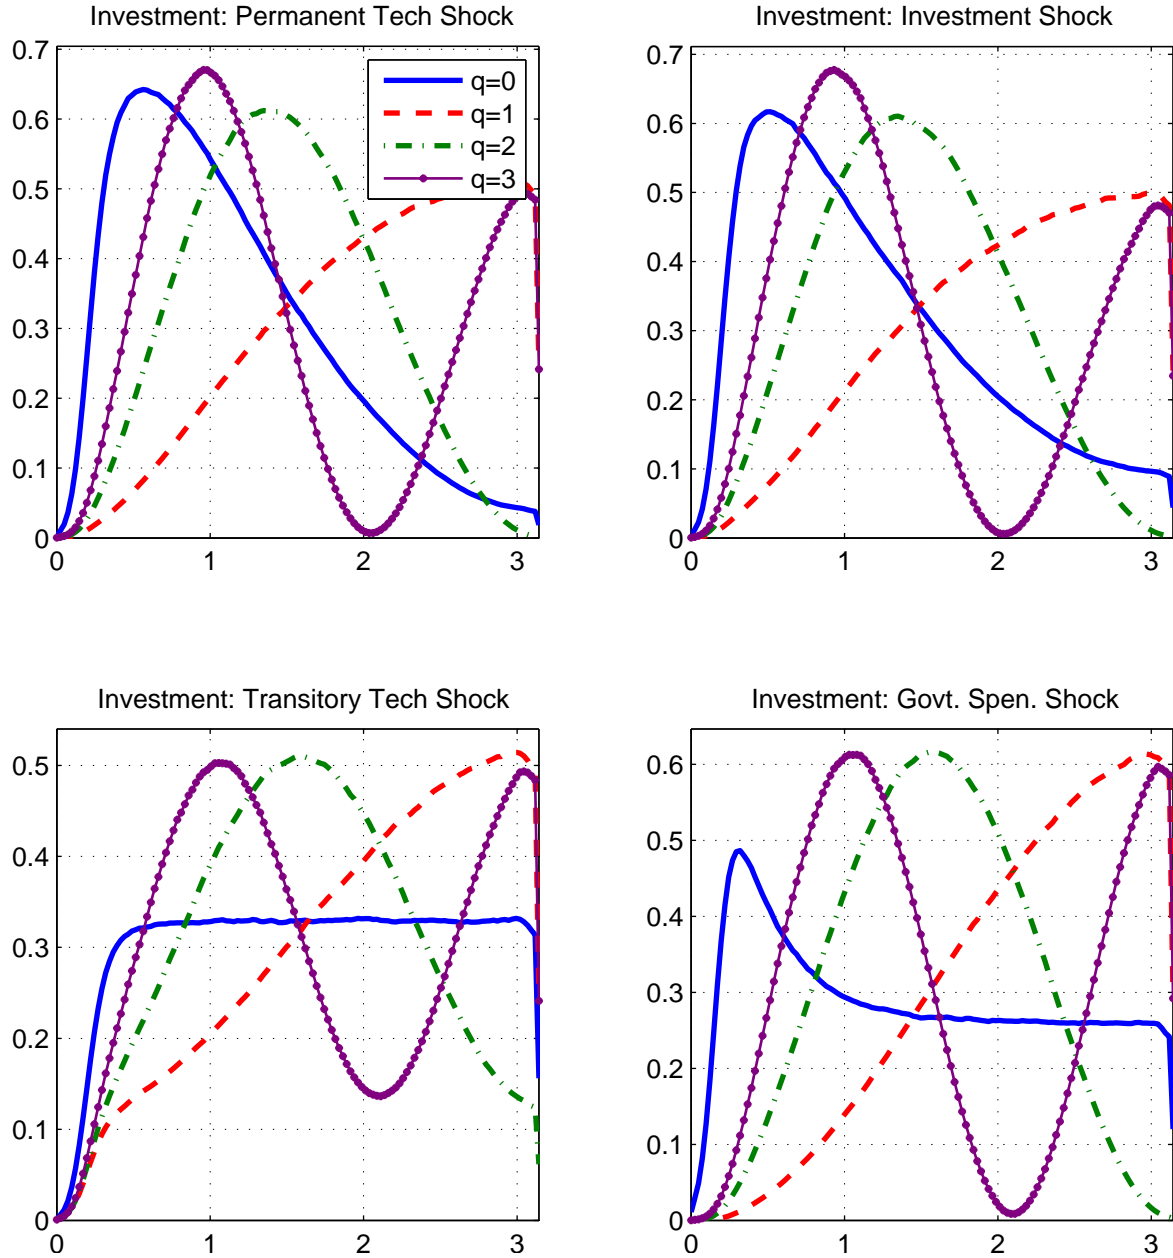 Investment: Permanent Tech Shock
0.7
0.6
0.5
0.4
0.3
0.2
0.1
0
0 1 2 3
q=0
q=1
q=2
q=3
Investment: Investment Shock
0.7
0.6
0.5
0.4
0.3
0.2
0.1
0
0 1 2 3
Investment: Transitory Tech Shock
0.5
0.4
0.3
0.2
0.1
0
0 1 2 3
Investment: Govt. Spen. Shock
0.6
0.5
0.4
0.3
0.2
0.1
0
0 1 2 3